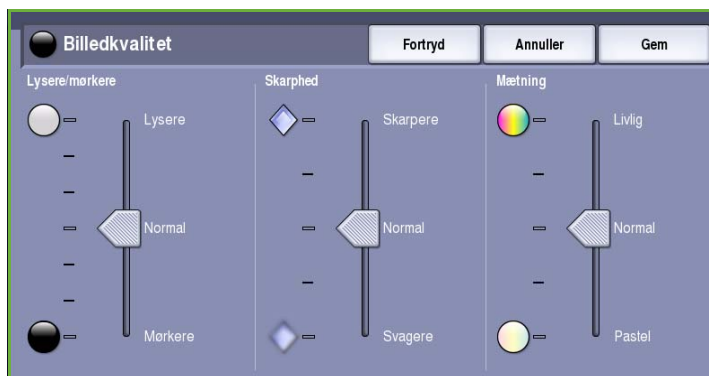 Billedkvalitet
Fortryd
Annuller
Gem
Lysere/mørkere
Skarphed
Mætning
Lysere
Normal
Mørkere
Skarpere
Normal
Svagere
Livlig
Normal
Pastel